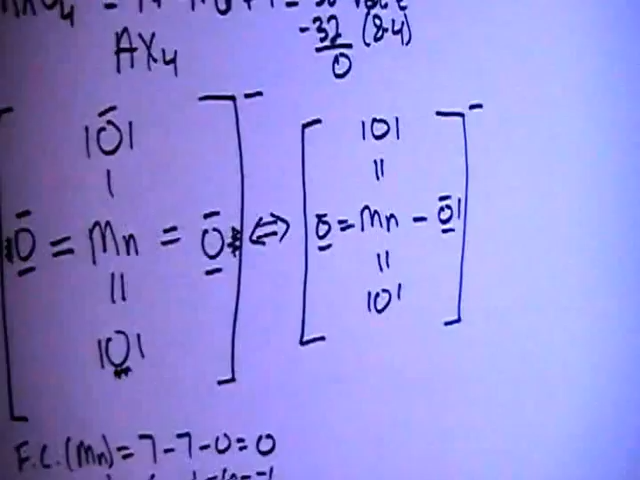 -32 (8·4)
AX₄
0
[ |O̅| ]⁻ [ |O| ]⁻
| ||
O̲̅ = Mn = O̲̅ ⇔ O̲ = Mn - O̲̅|
|| ||
|O| |O|
F.C.(Mn) = 7-7-0 = 0